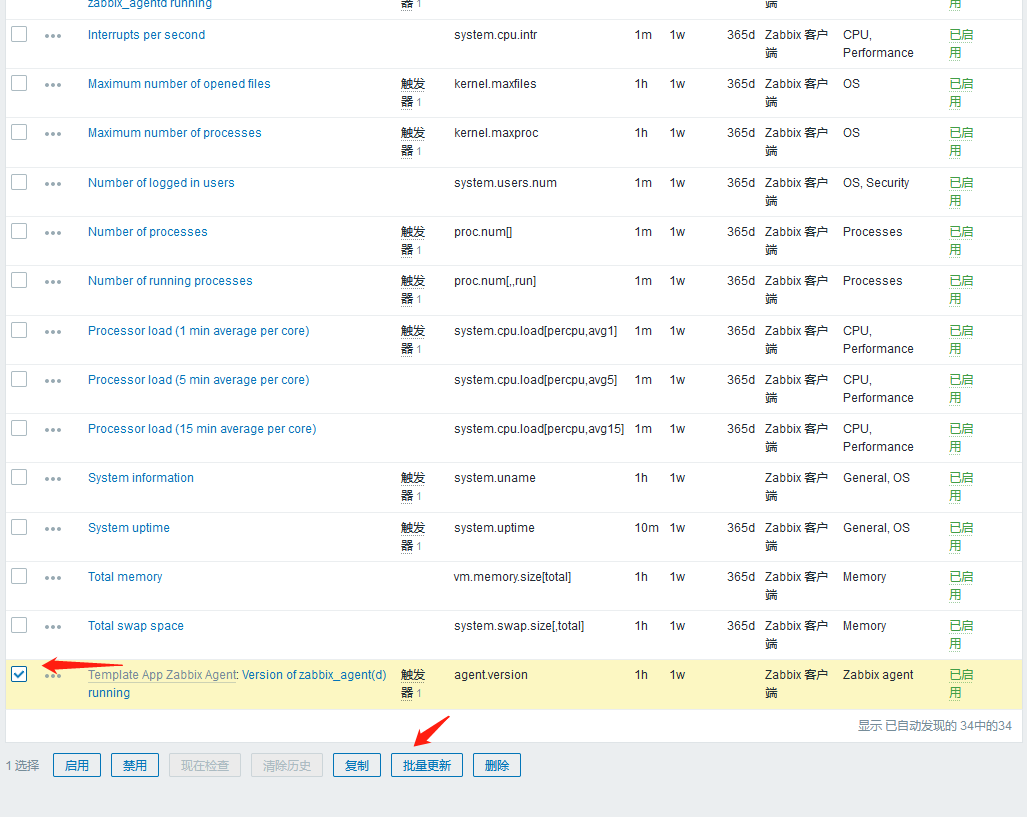 zabbix_agentd running 器 1 端 用
Interrupts per second system.cpu.intr 1m 1w 365d Zabbix 客户 CPU, 已启
端 Performance 用
Maximum number of opened files 触发 kernel.maxfiles 1h 1w 365d Zabbix 客户 OS 已启
器 1 端 用
Maximum number of processes 触发 kernel.maxproc 1h 1w 365d Zabbix 客户 OS 已启
器 1 端 用
Number of logged in users system.users.num 1m 1w 365d Zabbix 客户 OS, Security 已启
端 用
Number of processes 触发 proc.num[] 1m 1w 365d Zabbix 客户 Processes 已启
器 1 端 用
Number of running processes 触发 proc.num[,,run] 1m 1w 365d Zabbix 客户 Processes 已启
器 1 端 用
Processor load (1 min average per core) 触发 system.cpu.load[percpu,avg1] 1m 1w 365d Zabbix 客户 CPU, 已启
器 1 端 Performance 用
Processor load (5 min average per core) system.cpu.load[percpu,avg5] 1m 1w 365d Zabbix 客户 CPU, 已启
端 Performance 用
Processor load (15 min average per core) system.cpu.load[percpu,avg15] 1m 1w 365d Zabbix 客户 CPU, 已启
端 Performance 用
System information 触发 system.uname 1h 1w Zabbix 客户 General, OS 已启
器 1 端 用
System uptime 触发 system.uptime 10m 1w 365d Zabbix 客户 General, OS 已启
器 1 端 用
Total memory vm.memory.size[total] 1h 1w 365d Zabbix 客户 Memory 已启
端 用
Total swap space system.swap.size[,total] 1h 1w 365d Zabbix 客户 Memory 已启
端 用
Template App Zabbix Agent: Version of zabbix_agent(d) 触发 agent.version 1h 1w Zabbix 客户 Zabbix agent 已启
running 器 1 端 用
显示 已自动发现的 34中的34
1 选择 启用 禁用 现在检查 清除历史 复制 批量更新 删除